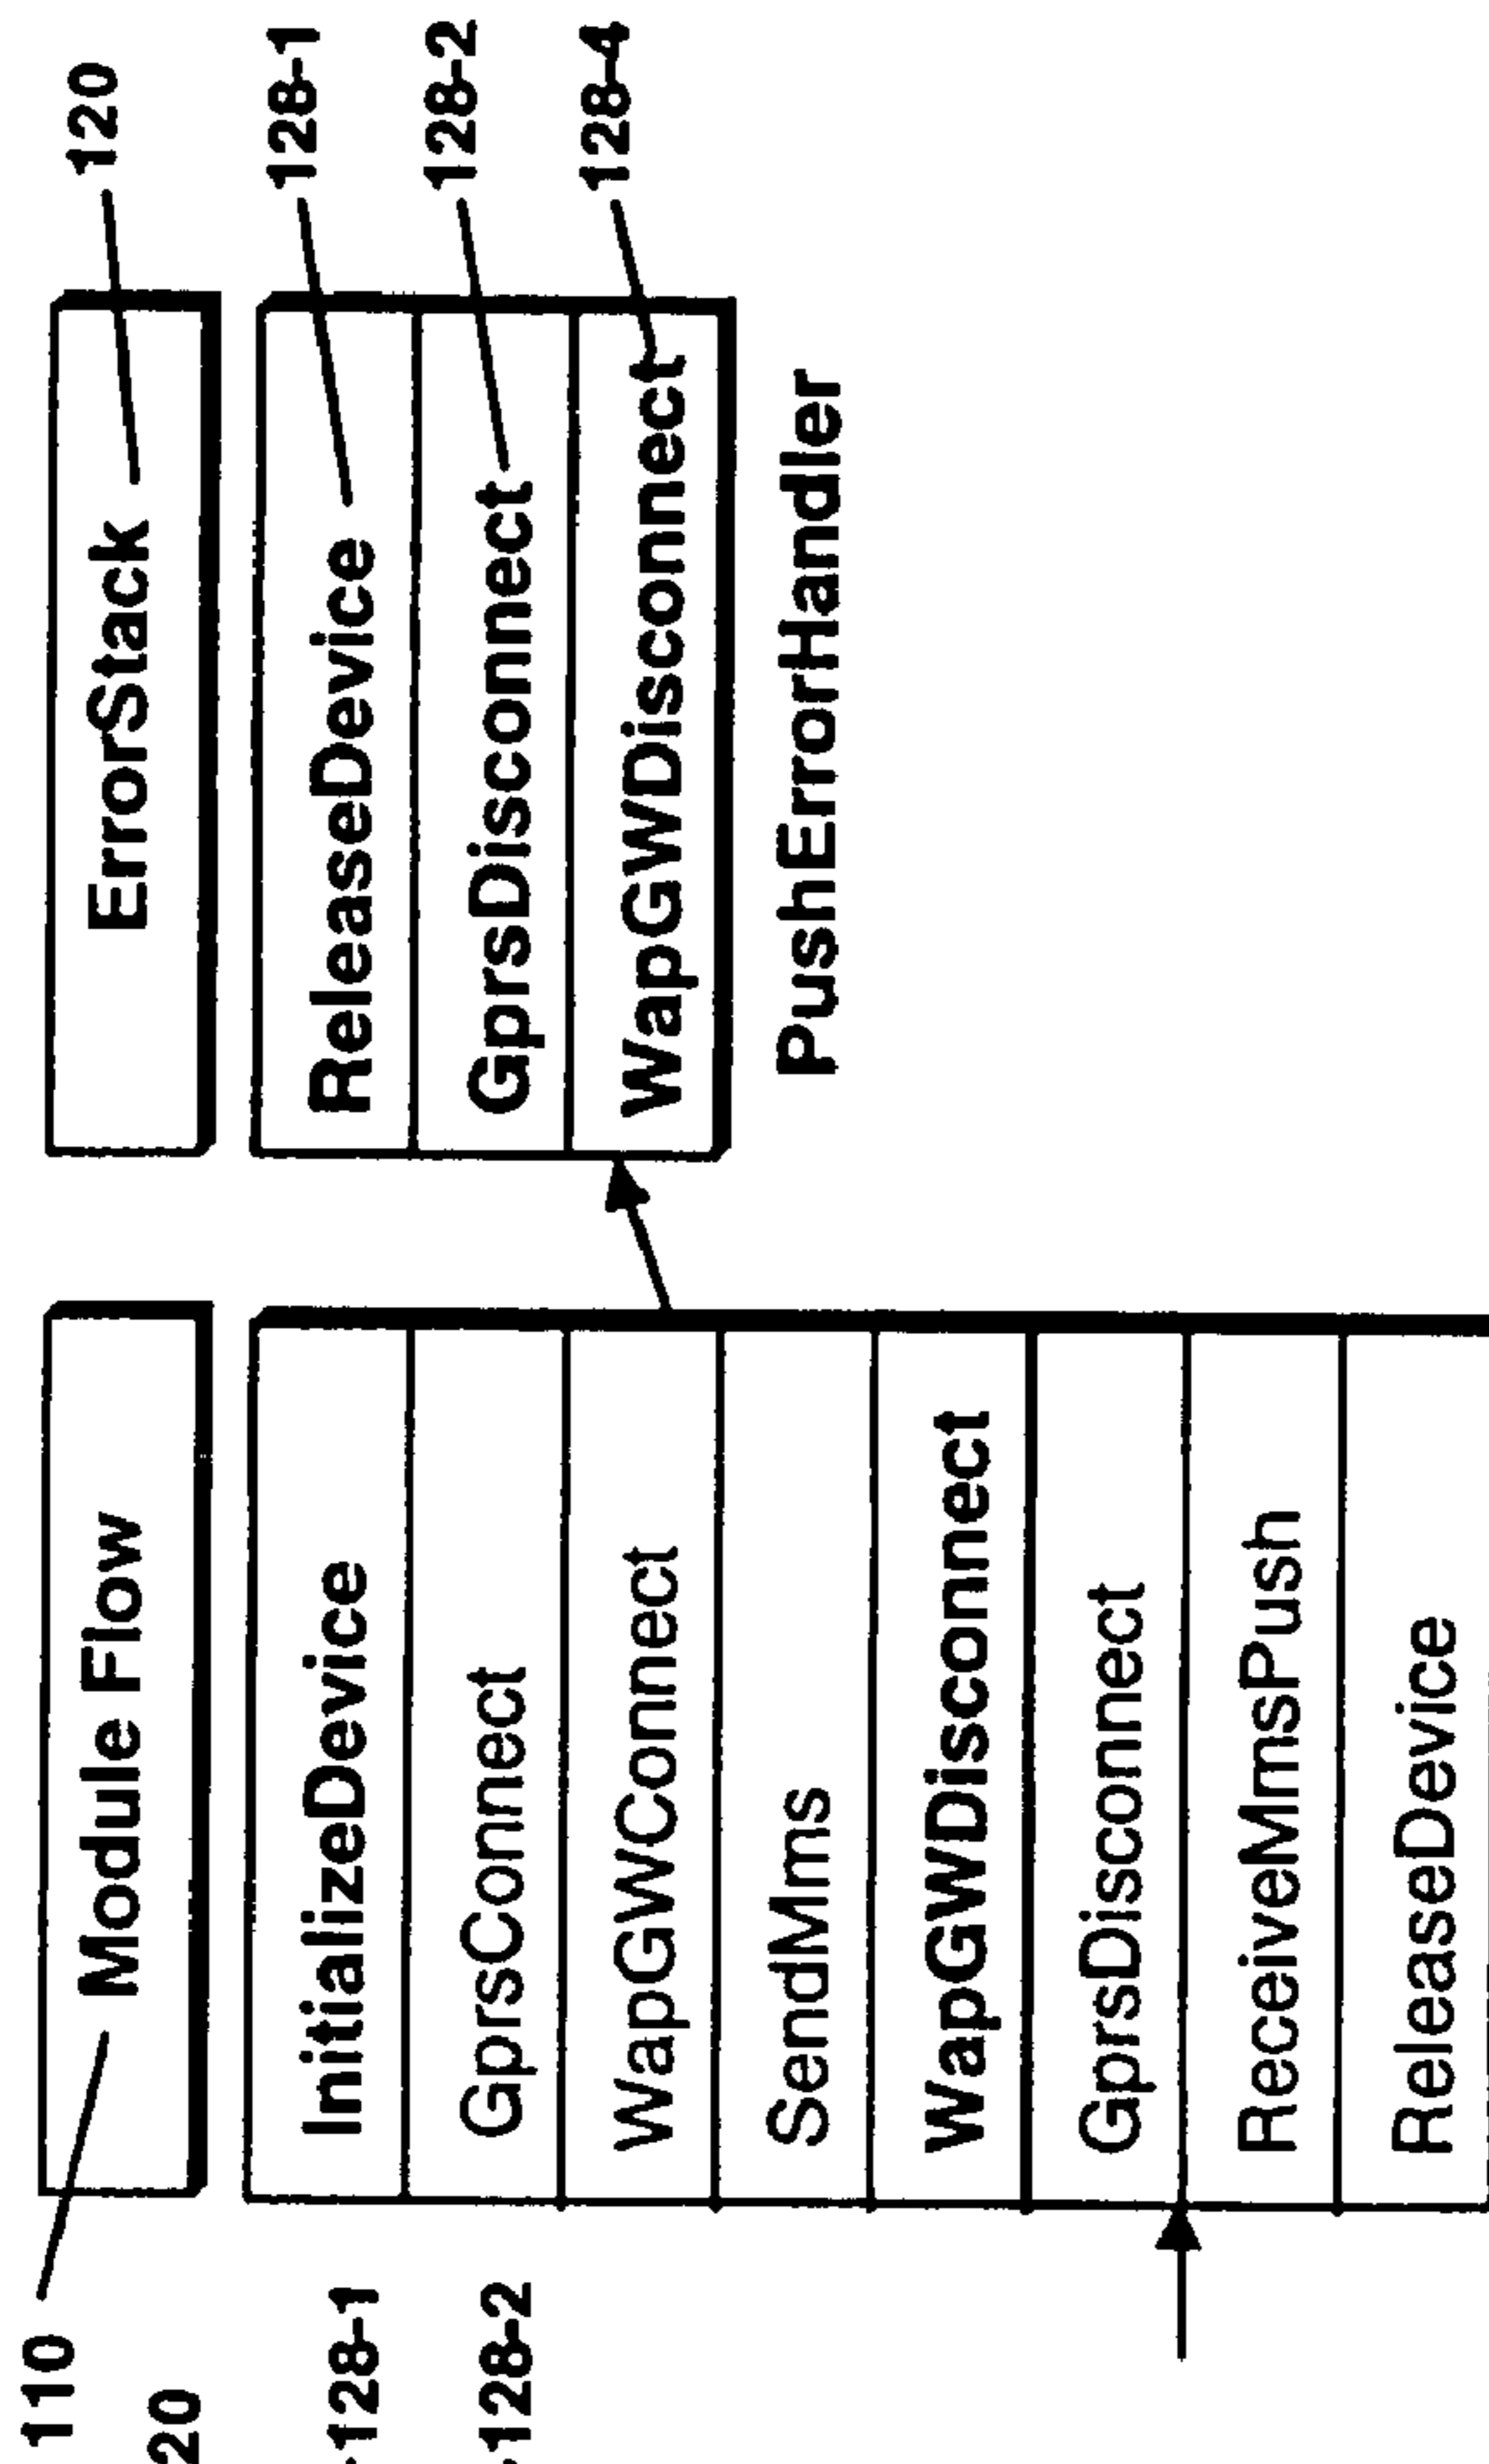 110
Module Flow
InitializeDevice
GprsConnect
WapGWConnect
SendMms
WapGWDisconnect
GprsDisconnect
ReceiveMmsPush
ReleaseDevice
ErrorStack
120
ReleaseDevice
128-1
GprsDisconnect
128-2
WapGWDisconnect
128-4
PushErrorHandler
20
128-1
128-2